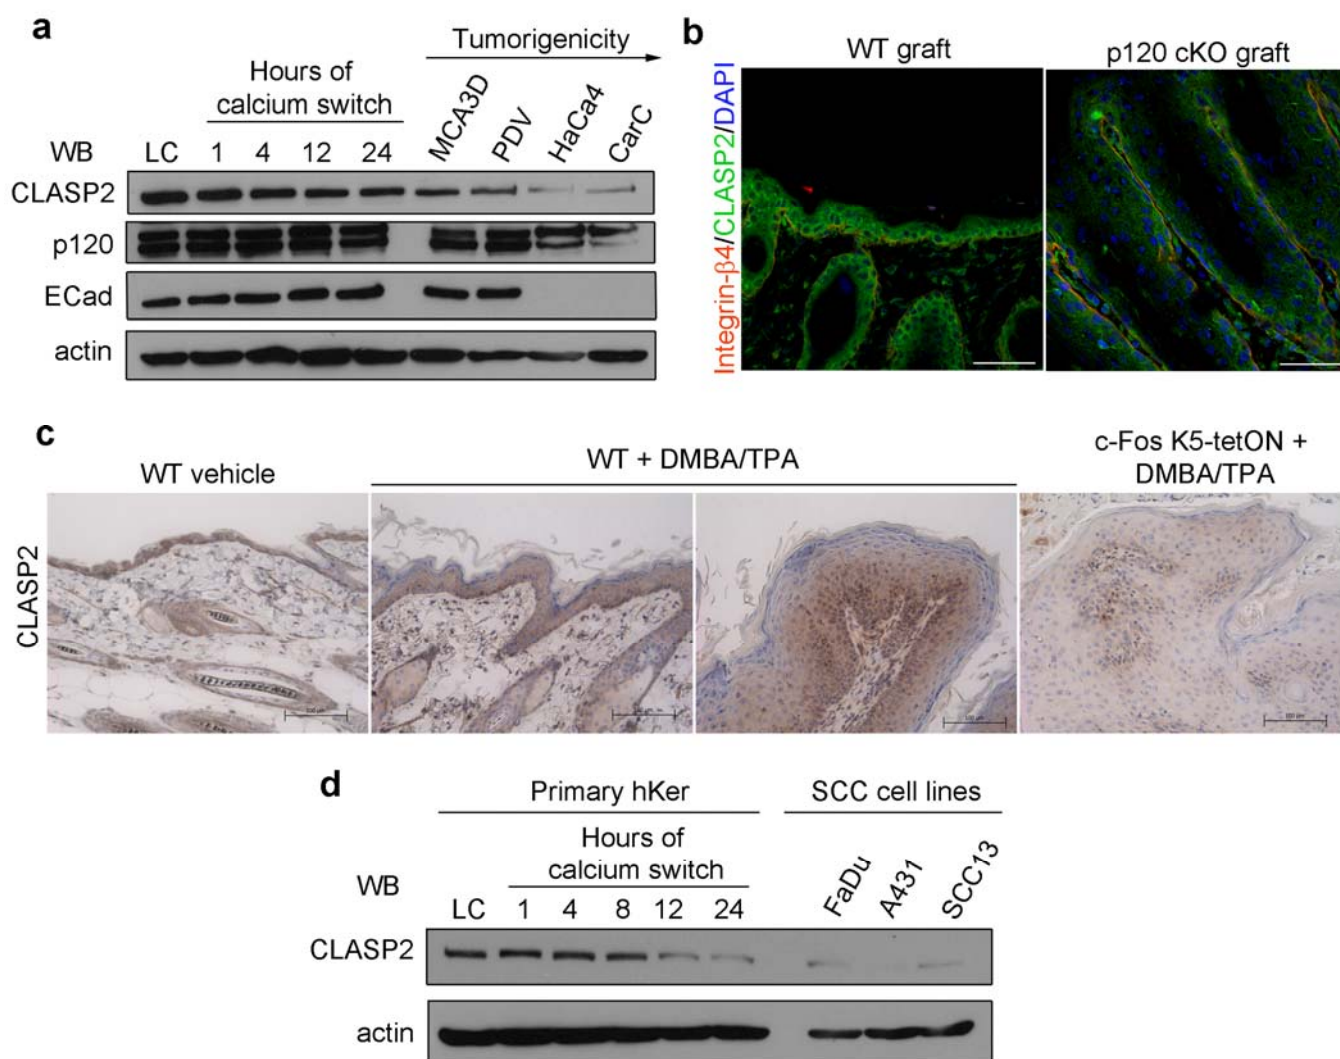 a
Tumorigenicity
Hours of
calcium switch
WB LC 1 4 12 24 MCA3D PDV HaCa4 CarC
CLASP2
p120
ECad
actin
b
WT graft p120 cKO graft
Integrin-β4/CLASP2/DAPI
c
WT vehicle WT + DMBA/TPA c-Fos K5-tetON +
DMBA/TPA
CLASP2
d
Primary hKer SCC cell lines
Hours of
calcium switch
WB
LC 1 4 8 12 24 FaDu A431 SCC13
CLASP2
actin